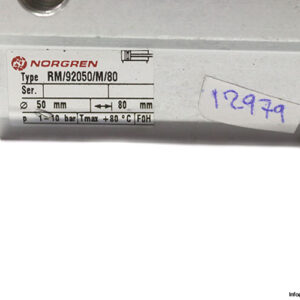 NORGREN
Type RM/92050/M/80
Ser.
Ø 50 mm ↔ 80 mm
p 1-10 bar Tmax +80 °C F0H
12979